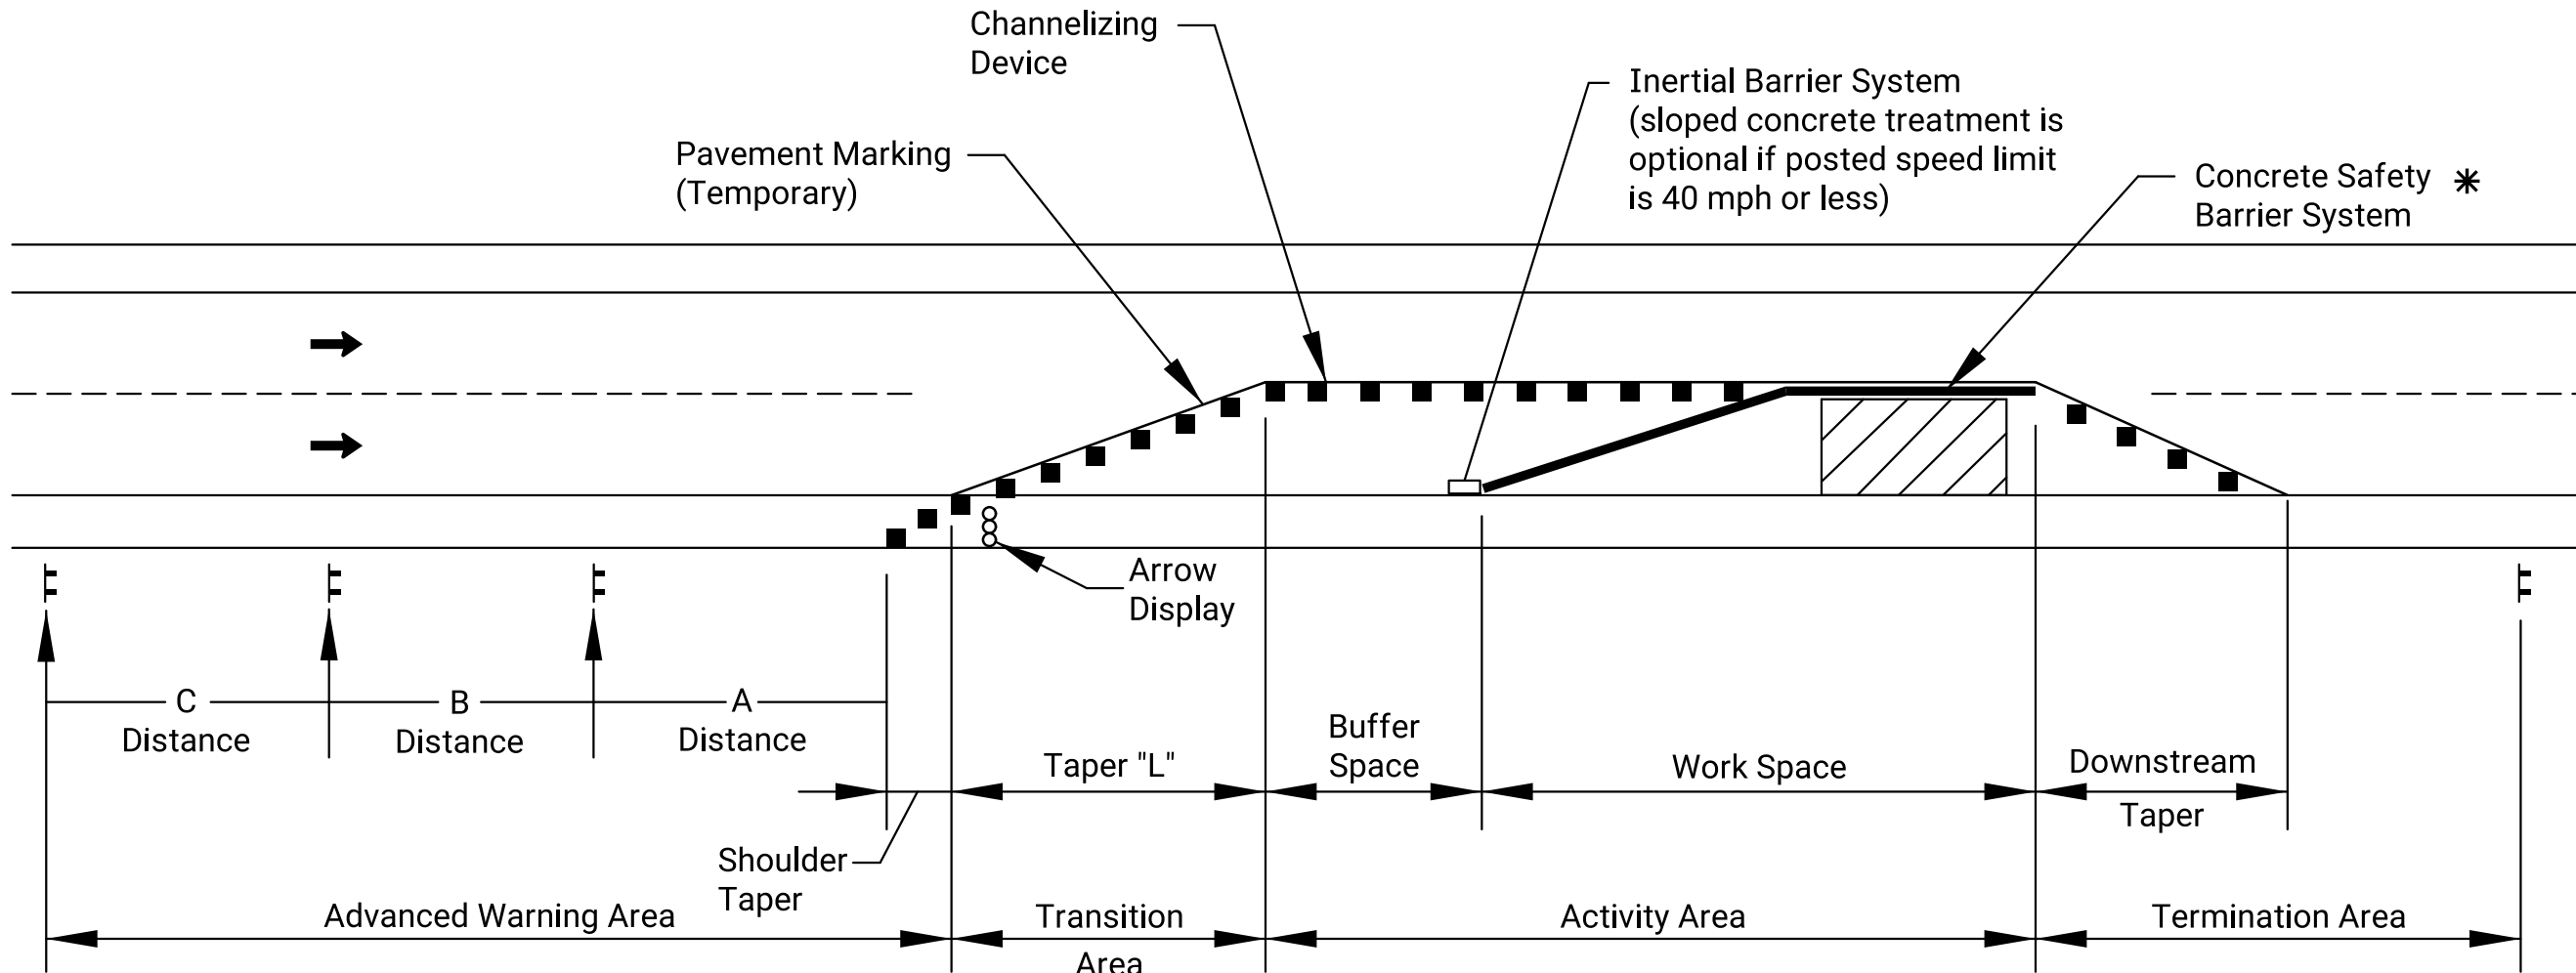 Channelizing
Device
Inertial Barrier System
(sloped concrete treatment is
optional if posted speed limit
is 40 mph or less)
Pavement Marking
(Temporary)
Concrete Safety *
Barrier System
Arrow
Display
C
Distance
B
Distance
A
Distance
Taper "L"
Buffer
Space
Work Space
Downstream
Taper
Shoulder
Taper
Advanced Warning Area
Transition
Area
Activity Area
Termination Area